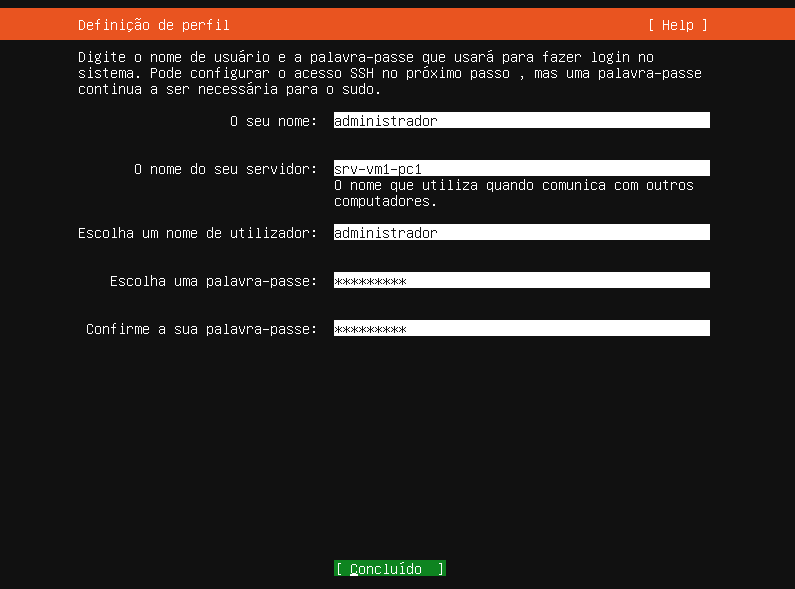 Definição de perfil [ Help ]
Digite o nome de usuário e a palavra-passe que usará para fazer login no
sistema. Pode configurar o acesso SSH no próximo passo , mas uma palavra-passe
continua a ser necessária para o sudo.
O seu nome: administrador
O nome do seu servidor: srv-vm1-pc1
O nome que utiliza quando comunica com outros
computadores.
Escolha um nome de utilizador: administrador
Escolha uma palavra-passe: *********
Confirme a sua palavra-passe: *********
[ Concluído ]